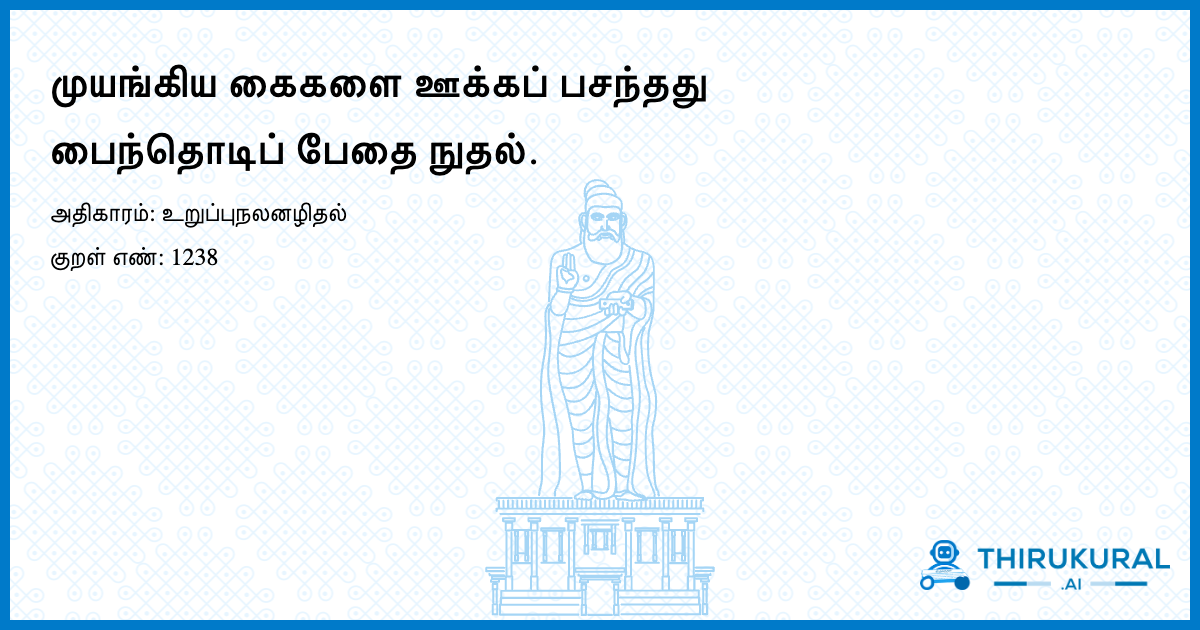 முயங்கிய கைகளை ஊக்கப் பசந்தது
பைந்தொடிப் பேதை நுதல்.
அதிகாரம்: உறுப்புநலனழிதல்
குறள் எண்: 1238
THIRUKURAL
.AI